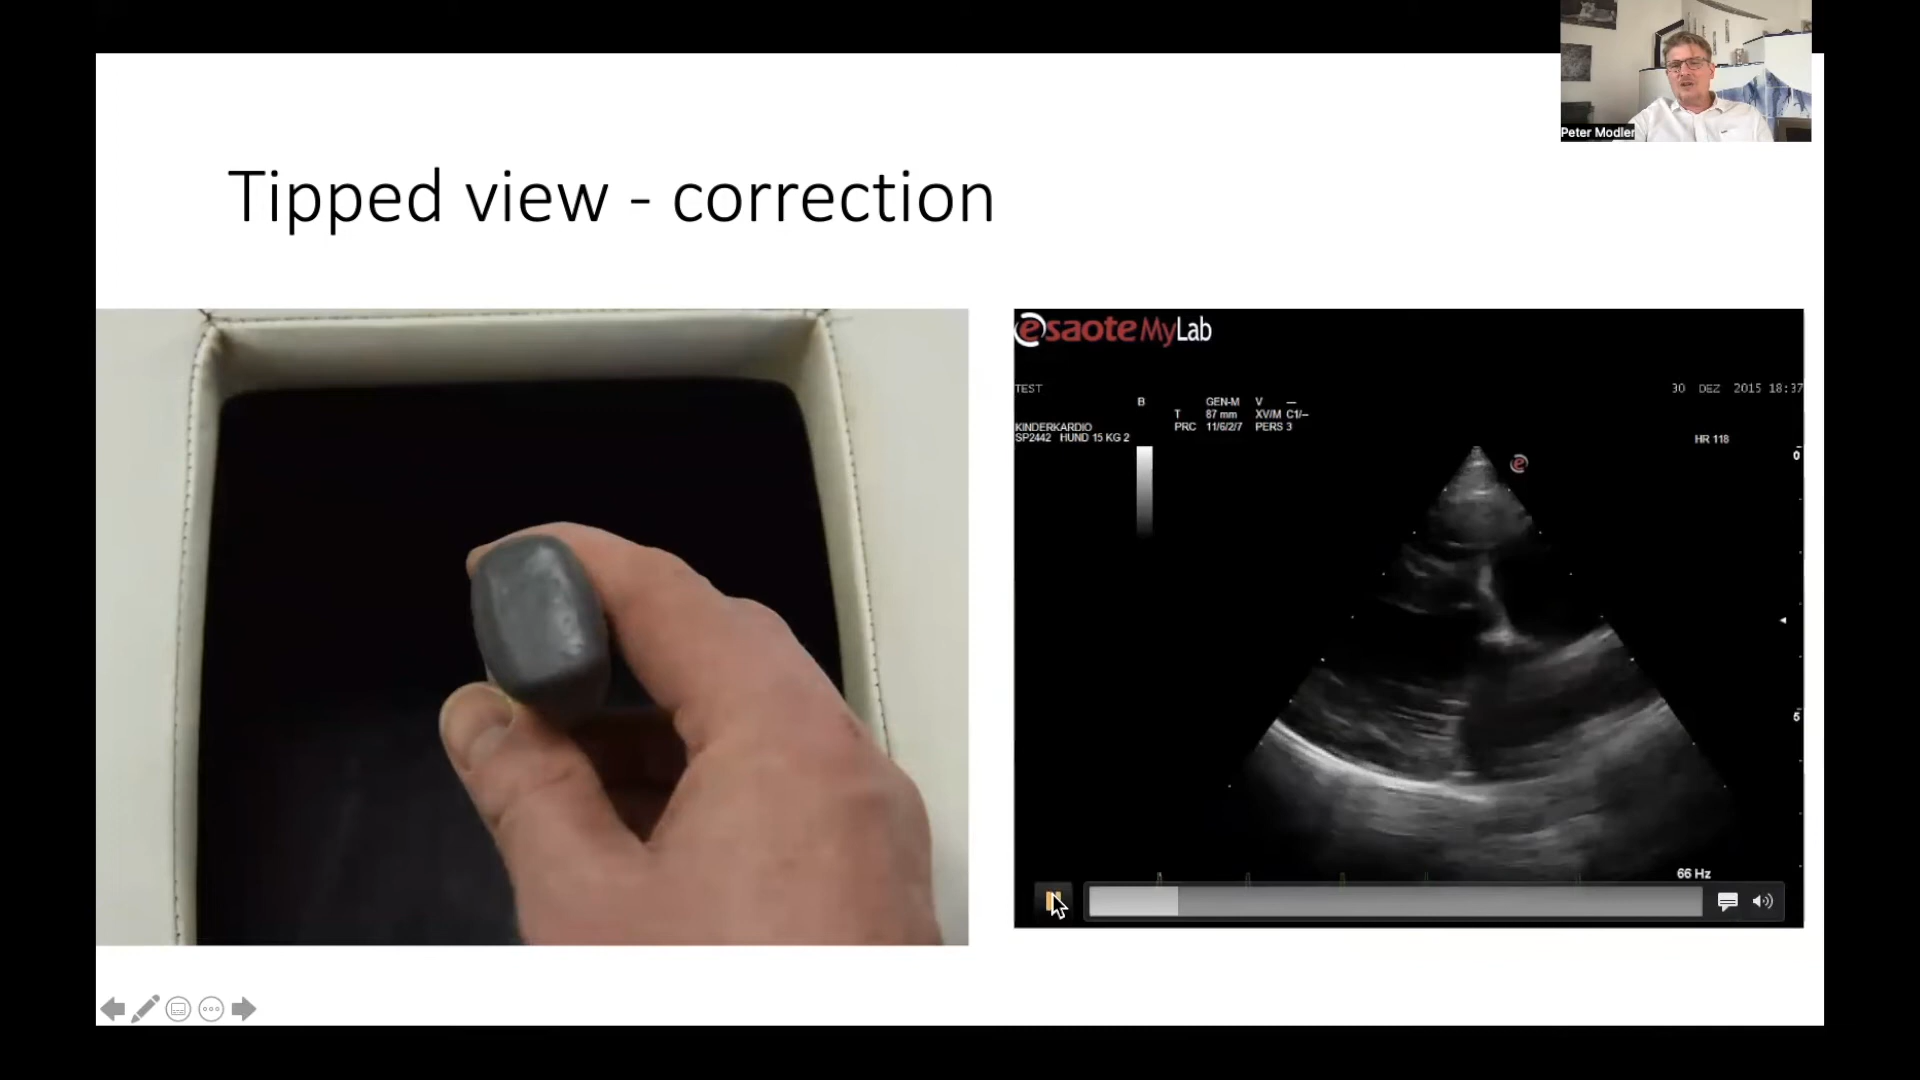 Peter Modler
Tipped view - correction
esaote MyLab
TEST
30 DEZ 2015 18:37
B GEN-M V —
T 87 mm XV/M C1/–
PRC 11/6/2/7 PERS 3
KINDERKARDIO
SP2442 HUND 15 KG 2
HR 118
e
0
5
66 Hz